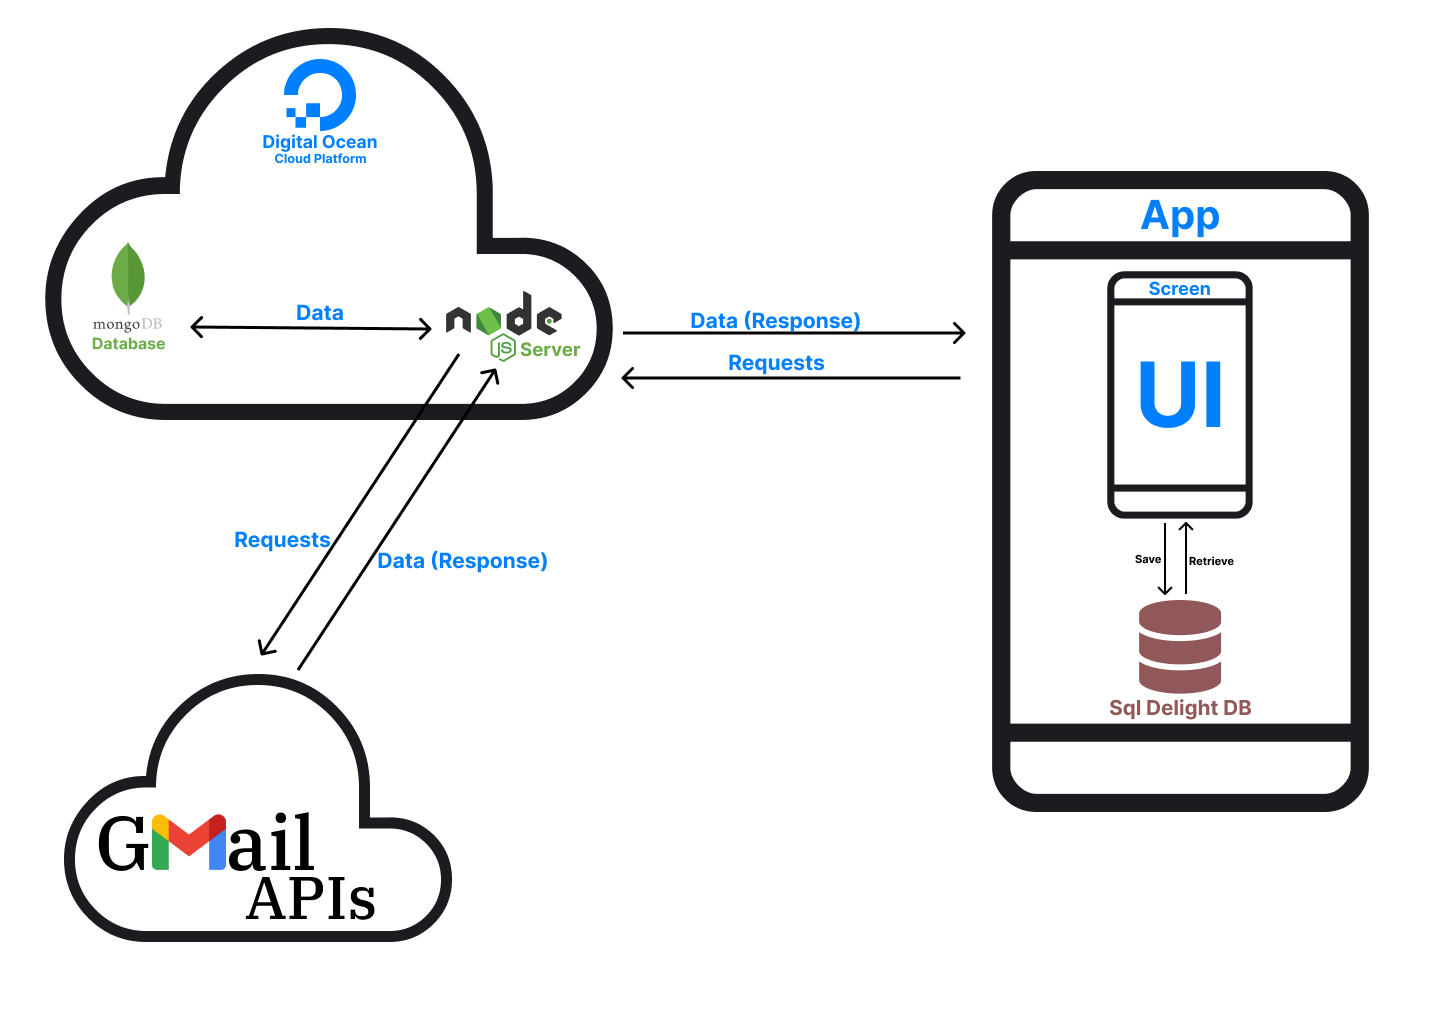 Digital Ocean
Cloud Platform
mongoDB
Database
Data
node
JS Server
Data (Response)
Requests
App
Screen
UI
Save
Retrieve
Sql Delight DB
Requests
Data (Response)
GMail
APIs